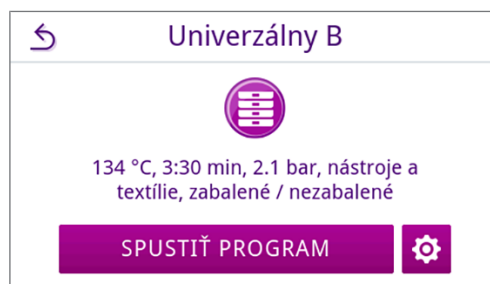 Univerzálny B
134 °C, 3:30 min, 2.1 bar, nástroje a
textílie, zabalené / nezabalené
SPUSTIŤ PROGRAM